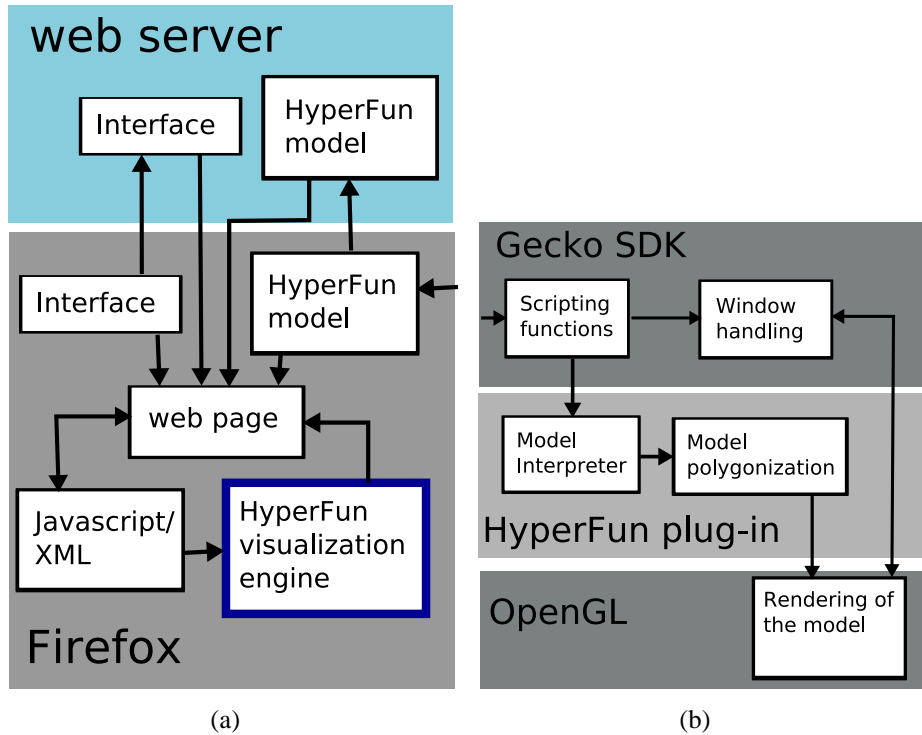 web server
Interface
HyperFun
model
Interface
HyperFun
model
web page
Javascript/
XML
HyperFun
visualization
engine
Firefox
(a)
Gecko SDK
Scripting
functions
Window
handling
Model
Interpreter
Model
polygonization
HyperFun plug-in
OpenGL
Rendering of
the model
(b)